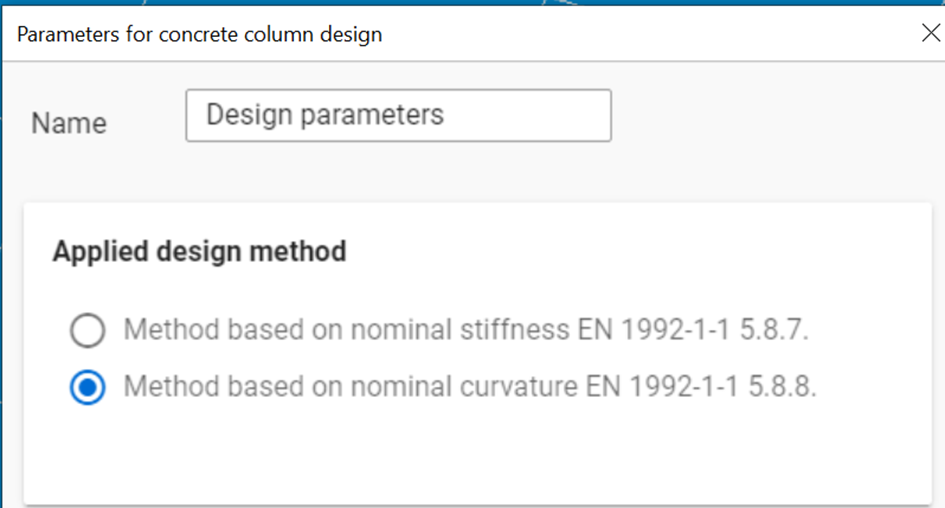 Parameters for concrete column design
Name
Design parameters
Applied design method
Method based on nominal stiffness EN 1992-1-1 5.8.7.
Method based on nominal curvature EN 1992-1-1 5.8.8.